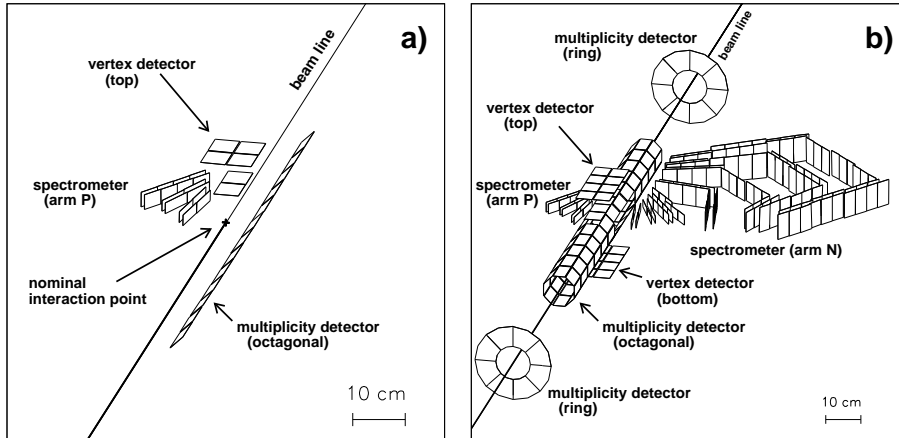 a)
beam line
vertex detector
(top)
spectrometer
(arm P)
nominal
interaction point
multiplicity detector
(octagonal)
10 cm
b)
multiplicity detector
(ring)
beam line
vertex detector
(top)
spectrometer
(arm P)
spectrometer (arm N)
vertex detector
(bottom)
multiplicity detector
(octagonal)
multiplicity detector
(ring)
10 cm